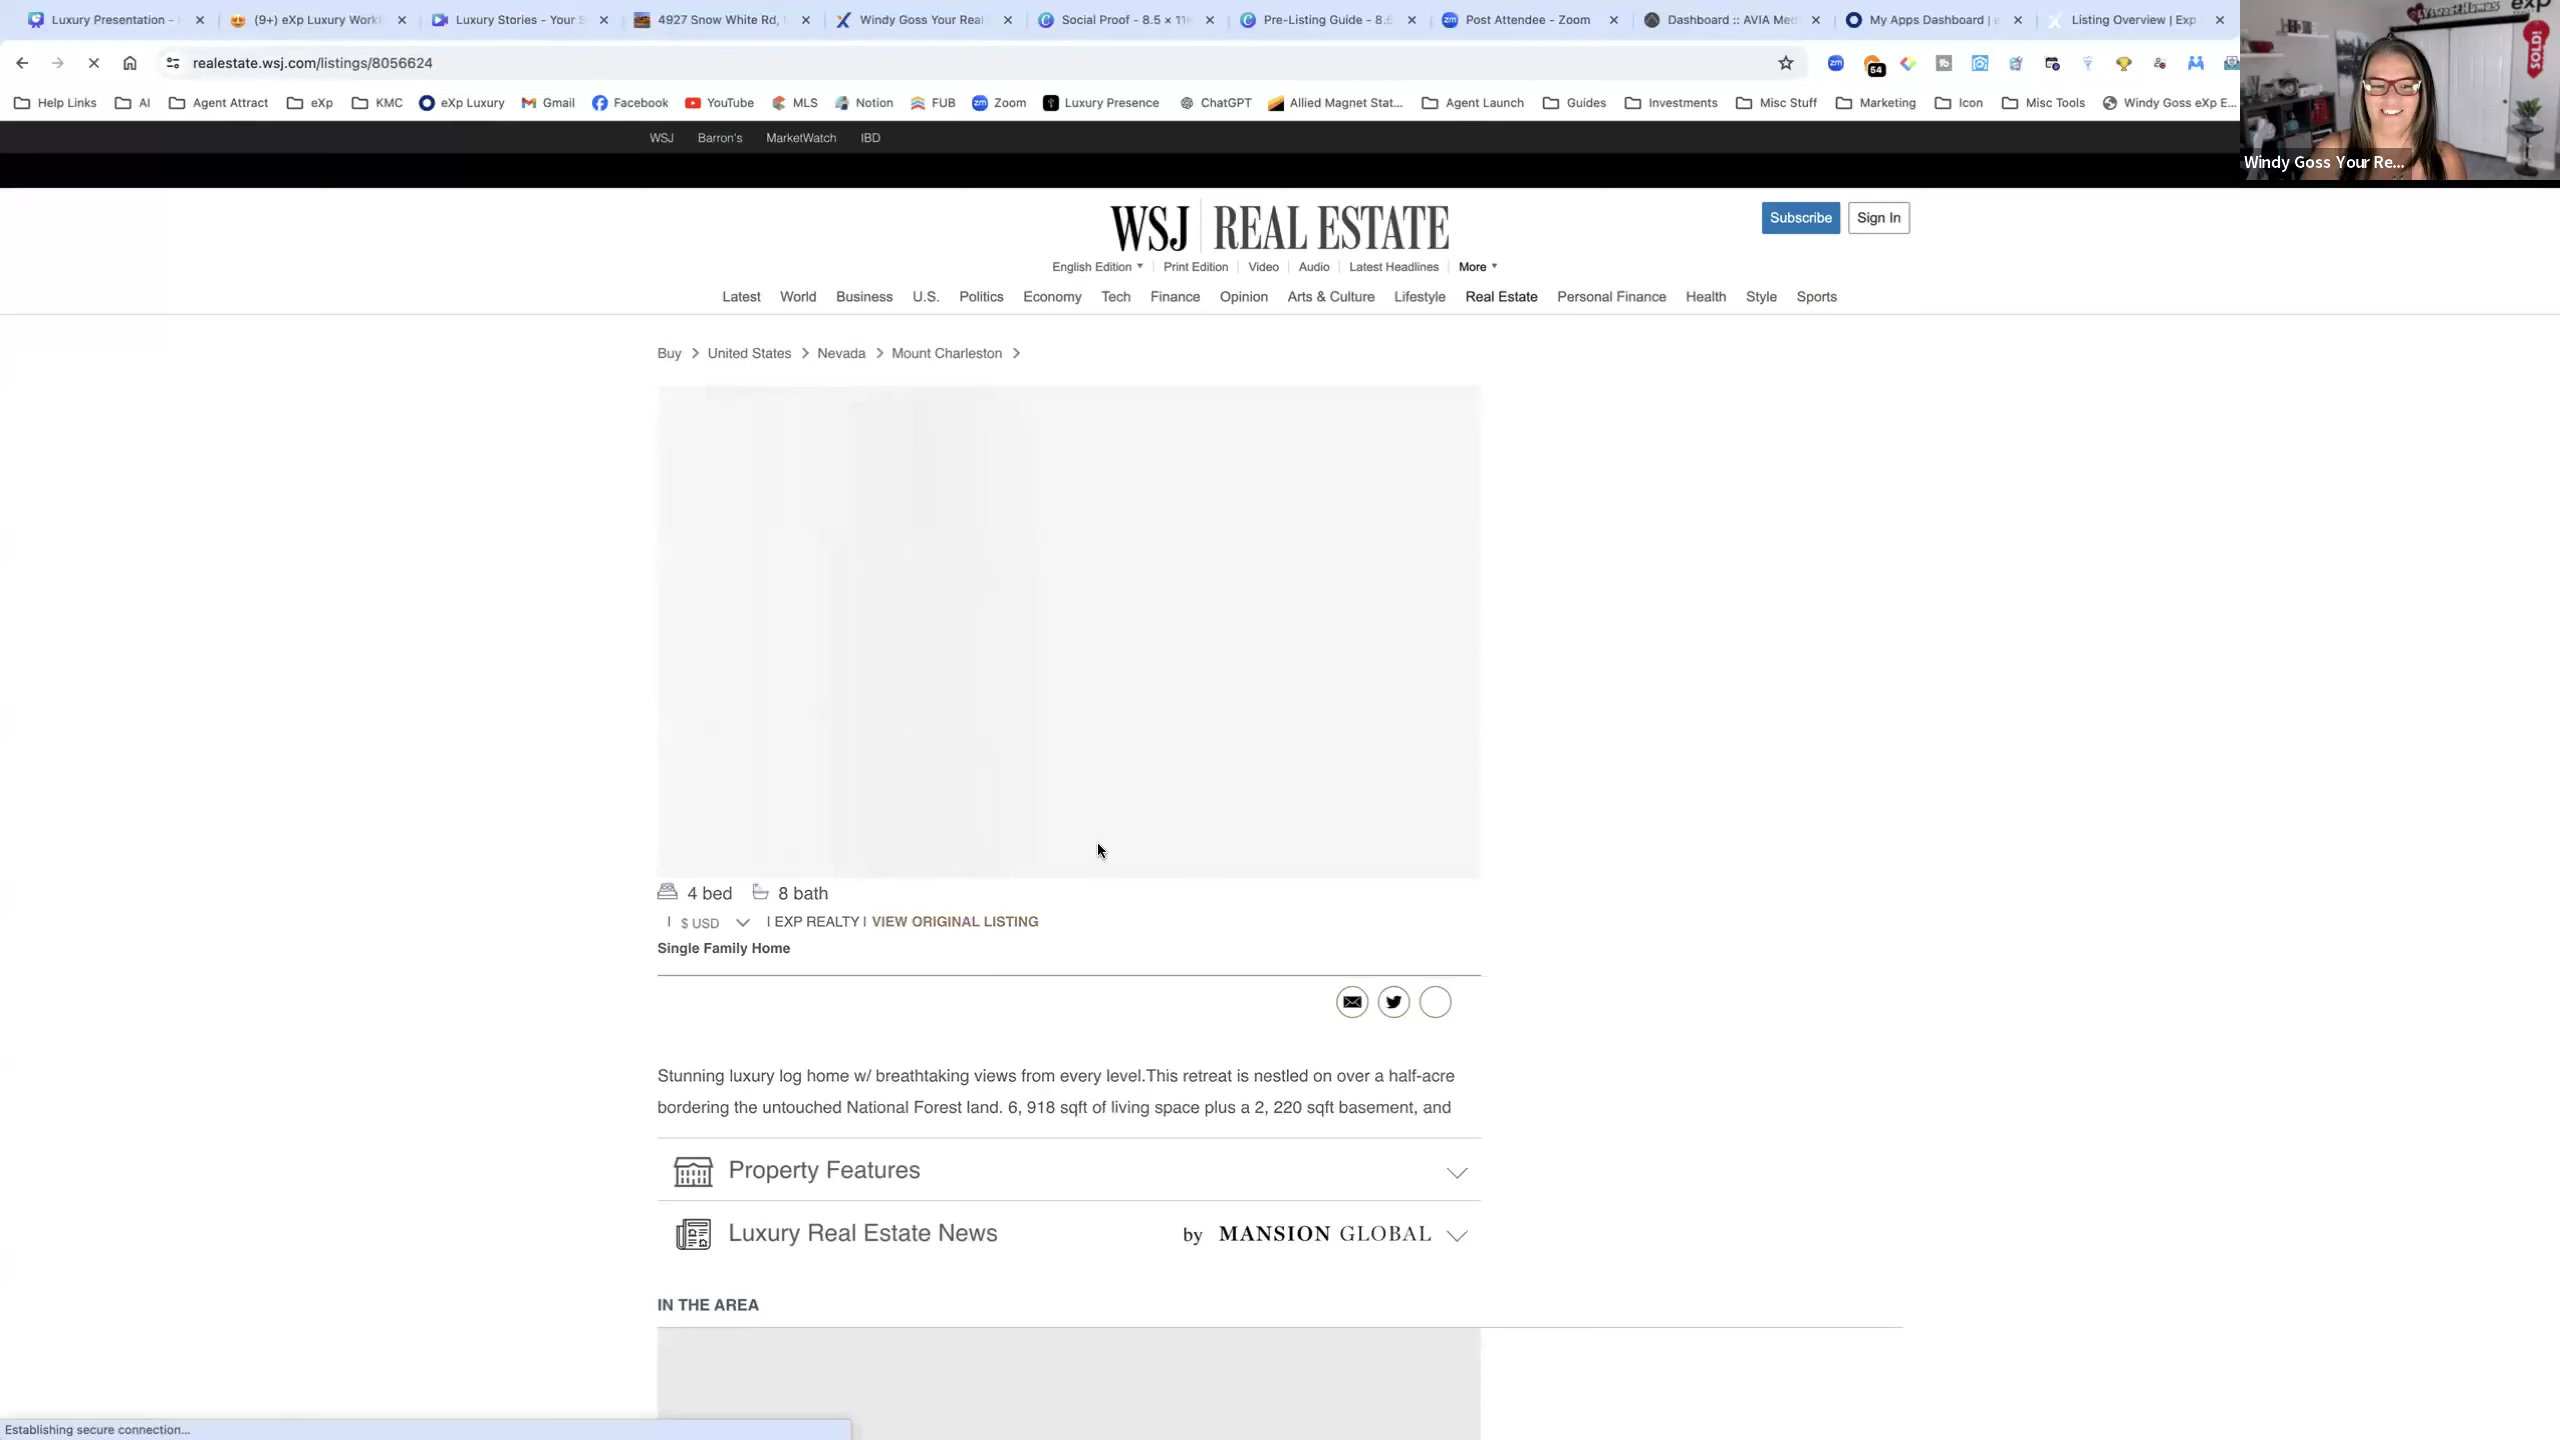 Luxury Presentation -
(9+) eXp Luxury Work
Luxury Stories - Your S
4927 Snow White Rd,
Windy Goss Your Real
Social Proof - 8.5 × 11
Pre-Listing Guide - 8.5
Post Attendee - Zoom
Dashboard :: AVIA Med
My Apps Dashboard |
Listing Overview | Exp
realestate.wsj.com/listings/8056624
54
Help Links
AI
Agent Attract
eXp
KMC
eXp Luxury
Gmail
Facebook
YouTube
MLS
Notion
FUB
Zoom
Luxury Presence
ChatGPT
Allied Magnet Stat...
Agent Launch
Guides
Investments
Misc Stuff
Marketing
Icon
Misc Tools
Windy Goss eXp E...
exp
SOLD!
Windy Goss Your Re...
WSJ
Barron's
MarketWatch
IBD
WSJ REAL ESTATE
Subscribe
Sign In
English Edition
Print Edition
Video
Audio
Latest Headlines
More
Latest
World
Business
U.S.
Politics
Economy
Tech
Finance
Opinion
Arts & Culture
Lifestyle
Real Estate
Personal Finance
Health
Style
Sports
Buy > United States > Nevada > Mount Charleston >
4 bed 8 bath
| $ USD | EXP REALTY | VIEW ORIGINAL LISTING
Single Family Home
Stunning luxury log home w/ breathtaking views from every level.This retreat is nestled on over a half-acre
bordering the untouched National Forest land. 6, 918 sqft of living space plus a 2, 220 sqft basement, and
Property Features
Luxury Real Estate News
by MANSION GLOBAL
IN THE AREA
Establishing secure connection...